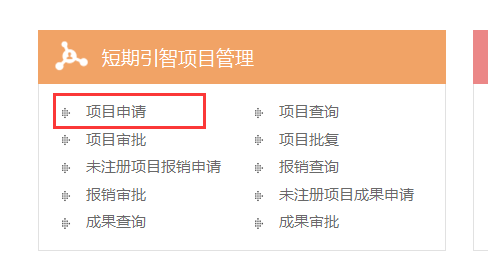 短期引智项目管理
项目申请 项目查询
项目审批 项目批复
未注册项目报销申请 报销查询
报销审批 未注册项目成果申请
成果查询 成果审批